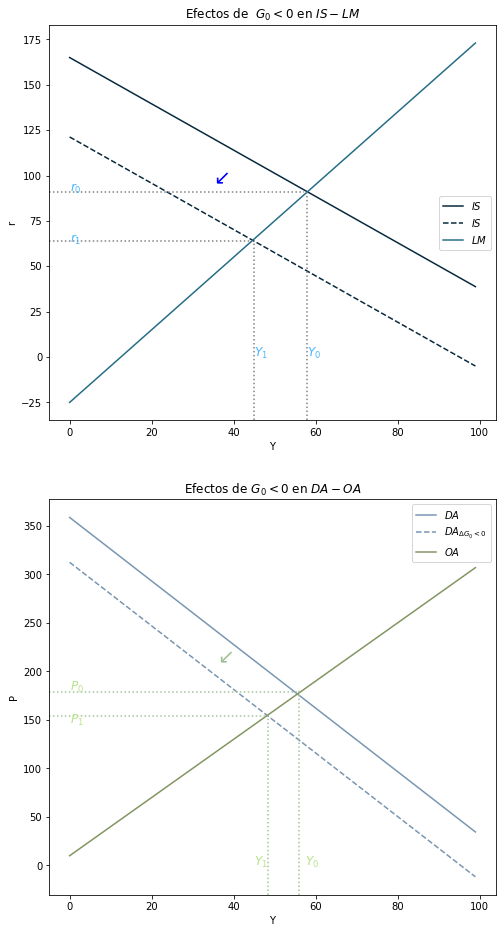 Efectos de G₀ < 0 en IS − LM
r
175
150
125
100
75
50
25
0
−25
r₀
r₁
Y₁
Y₀
IS
IS
LM
0 20 40 60 80 100
Y
Efectos de G₀ < 0 en DA − OA
P
350
300
250
200
150
100
50
0
P₀
P₁
Y₁
Y₀
DA
DA_{ΔG₀<0}
OA
0 20 40 60 80 100
Y